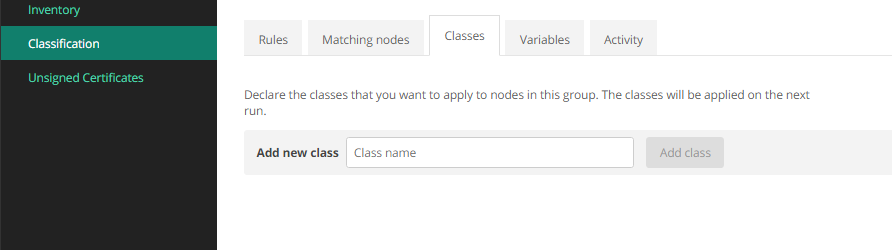 Inventory
Classification
Unsigned Certificates
Rules
Matching nodes
Classes
Variables
Activity
Declare the classes that you want to apply to nodes in this group. The classes will be applied on the next
run.
Add new class
Class name
Add class